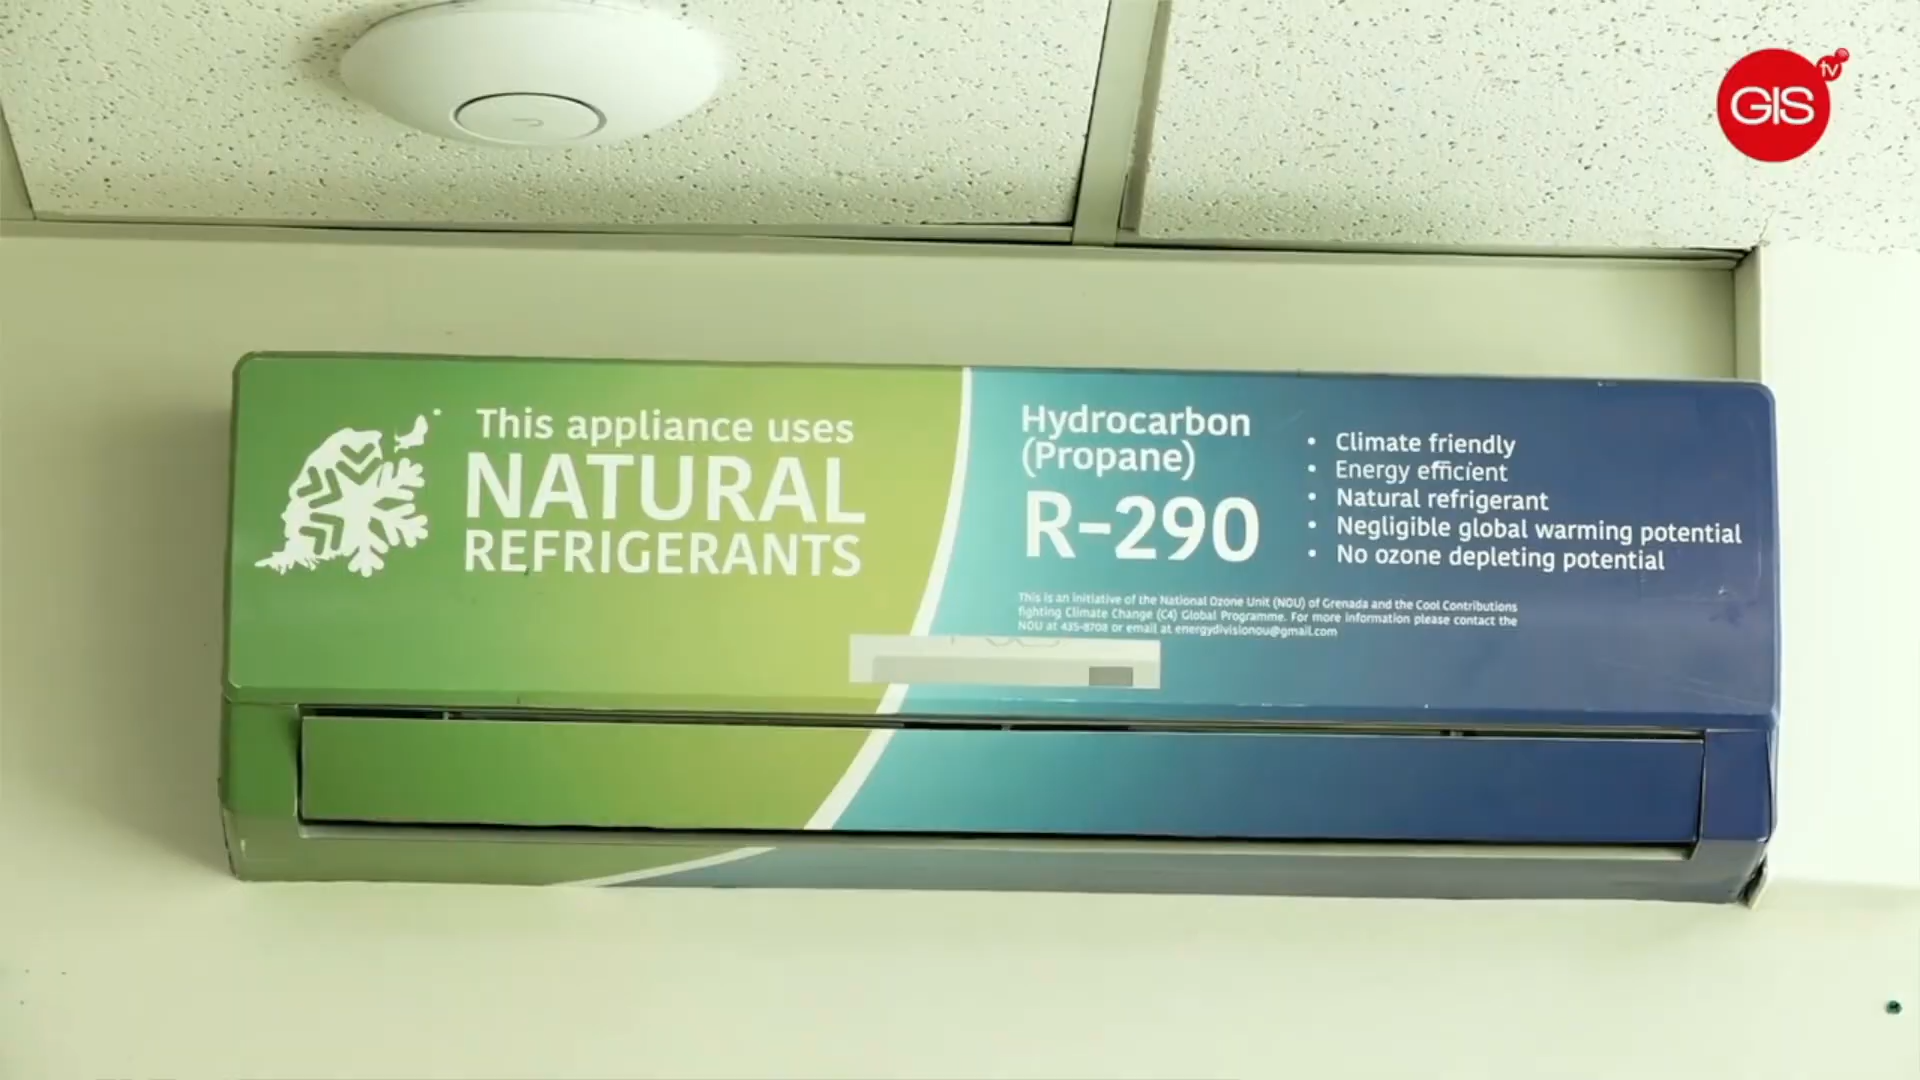 GIS
tv
This appliance uses
NATURAL
REFRIGERANTS
Hydrocarbon
(Propane)
R-290
• Climate friendly
• Energy efficient
• Natural refrigerant
• Negligible global warming potential
• No ozone depleting potential
This is an initiative of the National Ozone Unit (NOU) of Grenada and the Cool Contributions
fighting Climate Change (C4) Global Programme. For more information please contact the
NOU at 435-8708 or email at energydivisionou@gmail.com